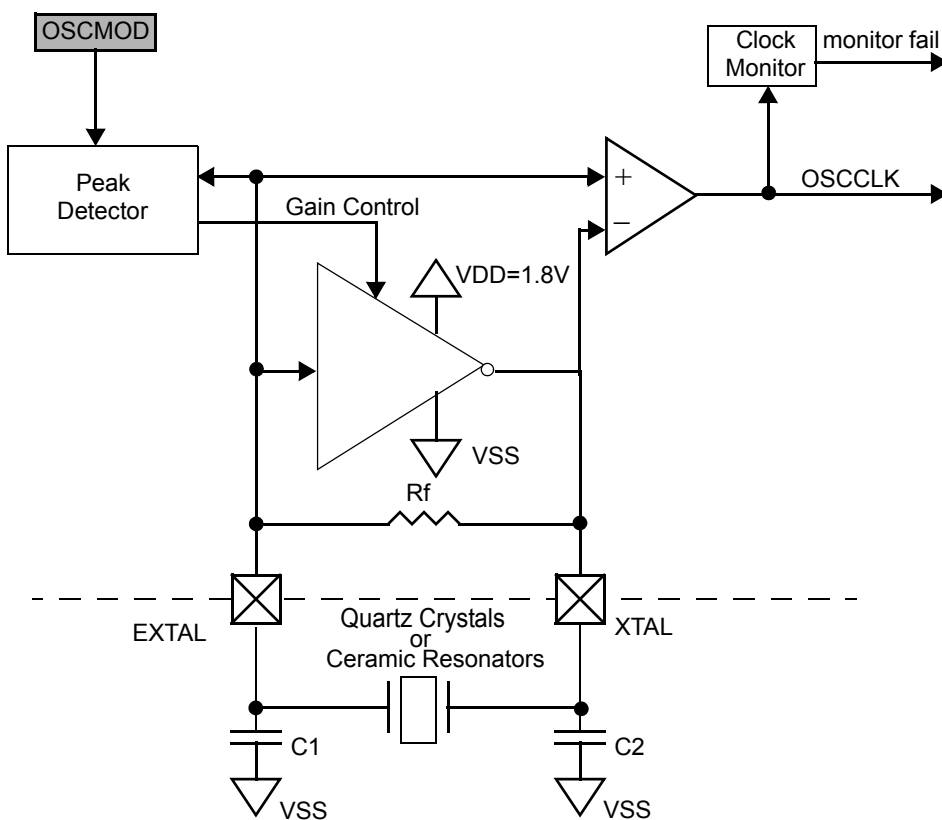 OSCMOD
Clock
Monitor
monitor fail
Peak
Detector
+
OSCCLK
Gain Control
−
VDD=1.8V
VSS
Rf
EXTAL
Quartz Crystals
or
Ceramic Resonators
XTAL
C1
C2
VSS
VSS